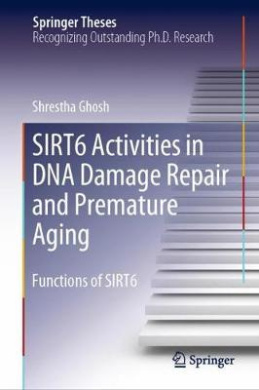 Springer Theses
Recognizing Outstanding Ph.D. Research
Shrestha Ghosh
SIRT6 Activities in
DNA Damage Repair
and Premature
Aging
Functions of SIRT6
Springer